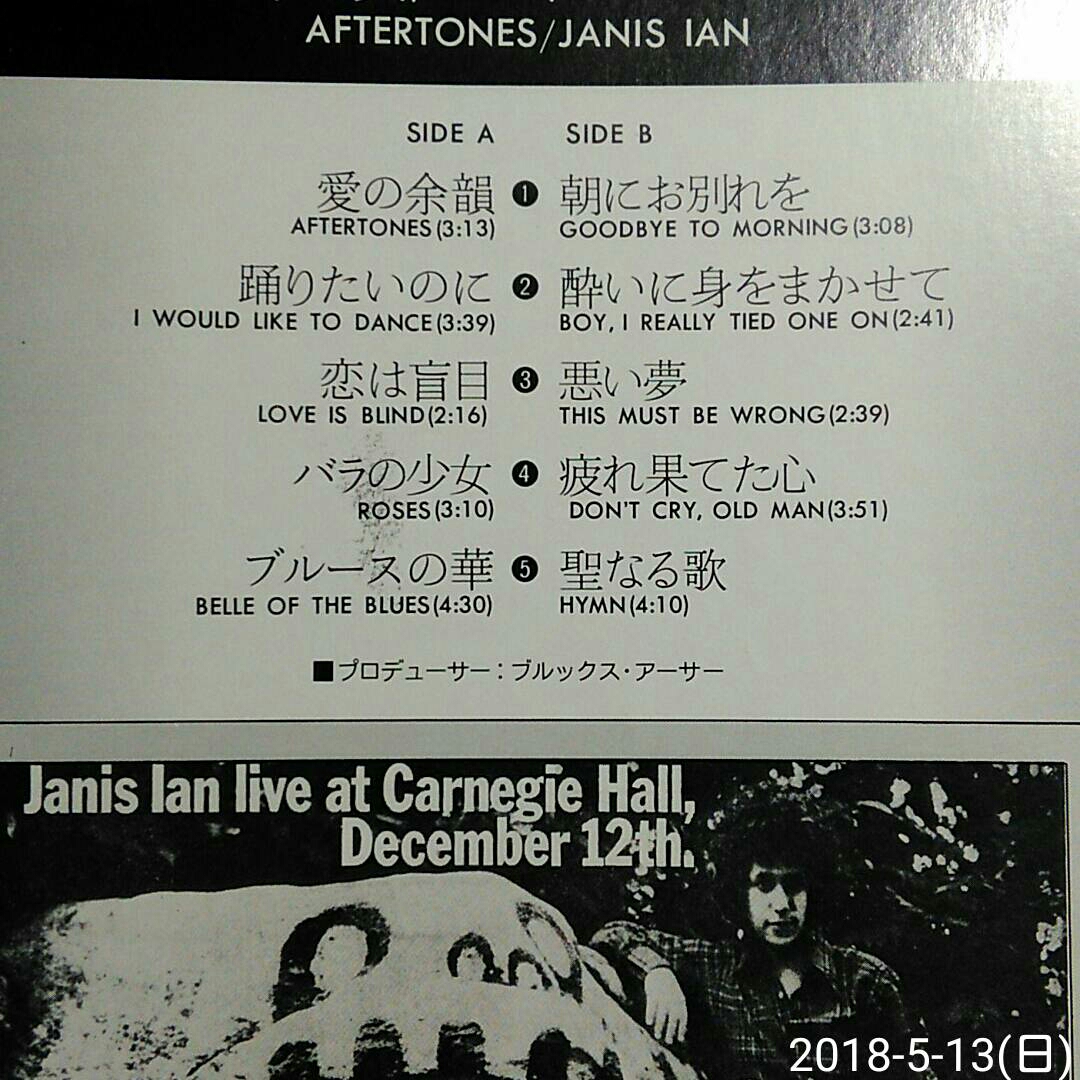 AFTERTONES/JANIS IAN
SIDE A SIDE B
愛の余韻 ❶ 朝にお別れを
AFTERTONES(3:13) GOODBYE TO MORNING(3:08)
踊りたいのに ❷ 酔いに身をまかせて
I WOULD LIKE TO DANCE(3:39) BOY, I REALLY TIED ONE ON(2:41)
恋は盲目 ❸ 悪い夢
LOVE IS BLIND(2:16) THIS MUST BE WRONG(2:39)
バラの少女 ❹ 疲れ果てた心
ROSES(3:10) DON'T CRY, OLD MAN(3:51)
ブルースの華 ❺ 聖なる歌
BELLE OF THE BLUES(4:30) HYMN(4:10)
■プロデューサー：ブルックス・アーサー
Janis Ian live at Carnegie Hall,
December 12th.
2018-5-13(日)